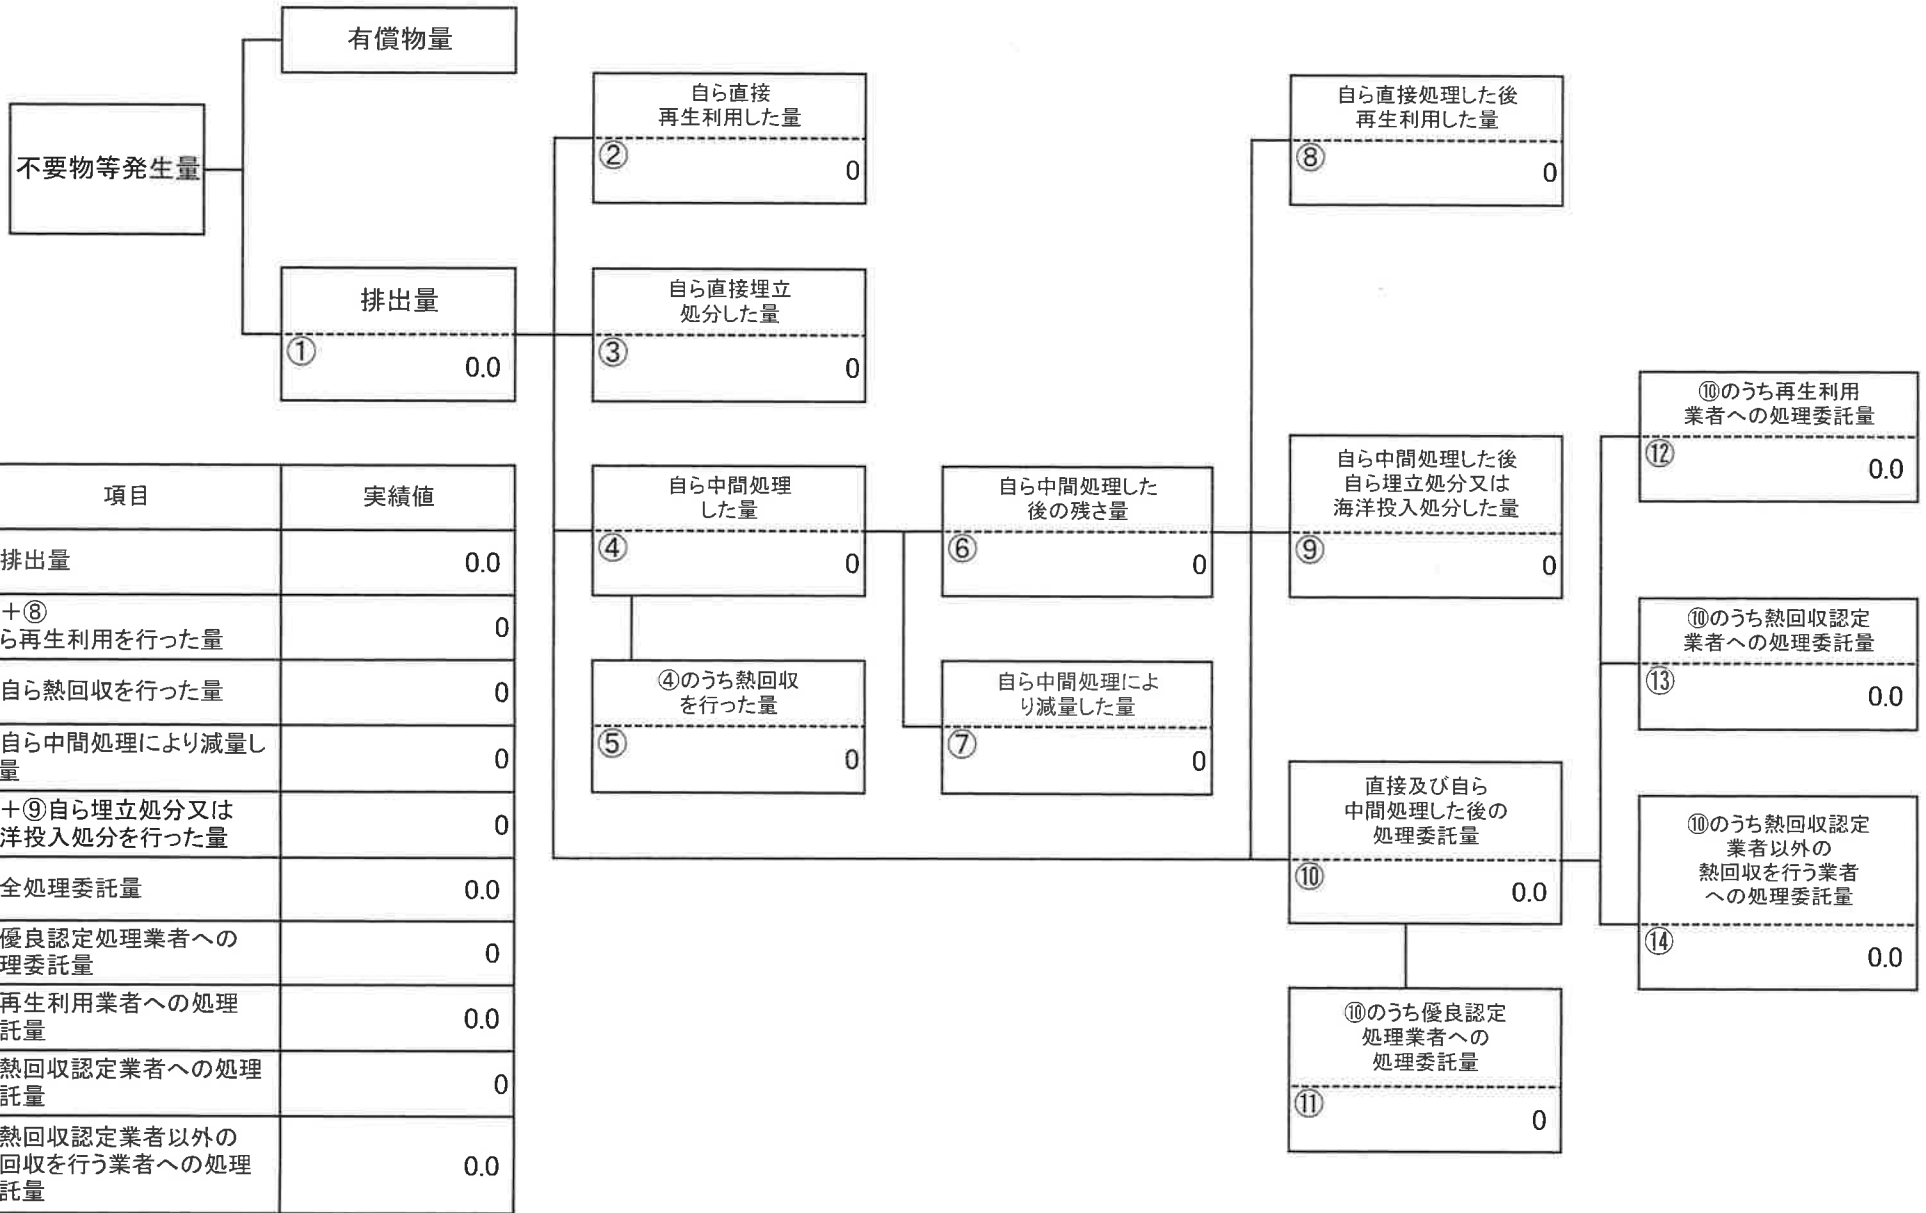 有償物量
不要物等発生量
排出量
①
0.0
自ら直接
再生利用した量
②
0
自ら直接埋立
処分した量
③
0
自ら中間処理
した量
④
0
④のうち熱回収
を行った量
⑤
0
自ら中間処理した
後の残さ量
⑥
0
自ら中間処理によ
り減量した量
⑦
0
自ら直接処理した後
再生利用した量
⑧
0
自ら中間処理した後
自ら埋立処分又は
海洋投入処分した量
⑨
0
直接及び自ら
中間処理した後の
処理委託量
⑩
0.0
⑩のうち優良認定
処理業者への
処理委託量
⑪
0
⑩のうち再生利用
業者への処理委託量
⑫
0.0
⑩のうち熱回収認定
業者への処理委託量
⑬
0.0
⑩のうち熱回収認定
業者以外の
熱回収を行う業者
への処理委託量
⑭
0.0
項目 実績値
排出量 0.0
+⑧
ら再生利用を行った量 0
自ら熱回収を行った量 0
自ら中間処理により減量し
量 0
+⑨自ら埋立処分又は
洋投入処分を行った量 0
全処理委託量 0.0
優良認定処理業者への
理委託量 0
再生利用業者への処理
託量 0.0
熱回収認定業者への処理
託量 0
熱回収認定業者以外の
回収を行う業者への処理
託量 0.0